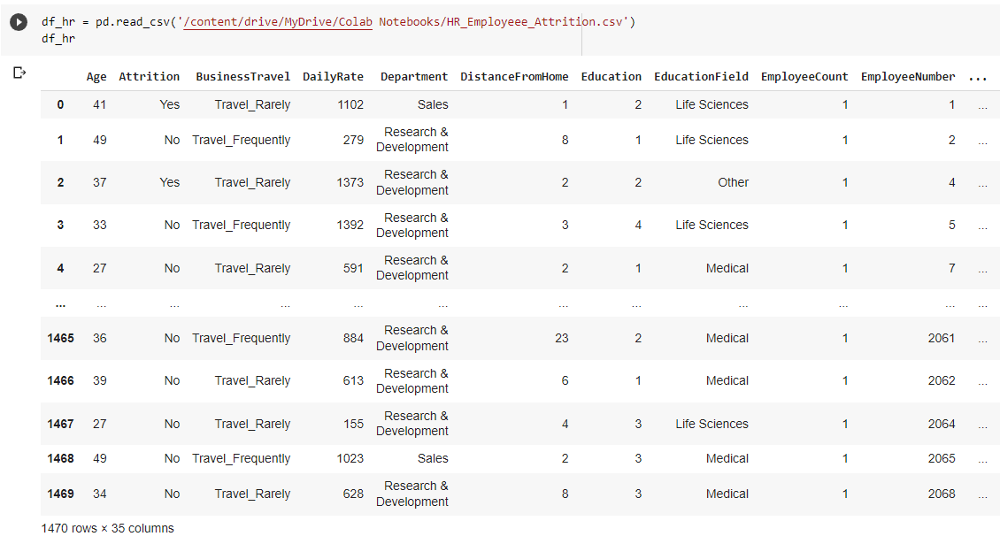 df_hr = pd.read_csv('/content/drive/MyDrive/Colab Notebooks/HR_Employeee_Attrition.csv')
df_hr
Age Attrition BusinessTravel DailyRate Department DistanceFromHome Education EducationField EmployeeCount EmployeeNumber ...
0 41 Yes Travel_Rarely 1102 Sales 1 2 Life Sciences 1 1 ...
1 49 No Travel_Frequently 279 Research & Development 8 1 Life Sciences 1 2 ...
2 37 Yes Travel_Rarely 1373 Research & Development 2 2 Other 1 4 ...
3 33 No Travel_Frequently 1392 Research & Development 3 4 Life Sciences 1 5 ...
4 27 No Travel_Rarely 591 Research & Development 2 1 Medical 1 7 ...
... ... ... ... ... ... ... ... ... ... ... ...
1465 36 No Travel_Frequently 884 Research & Development 23 2 Medical 1 2061 ...
1466 39 No Travel_Rarely 613 Research & Development 6 1 Medical 1 2062 ...
1467 27 No Travel_Rarely 155 Research & Development 4 3 Life Sciences 1 2064 ...
1468 49 No Travel_Frequently 1023 Sales 2 3 Medical 1 2065 ...
1469 34 No Travel_Rarely 628 Research & Development 8 3 Medical 1 2068 ...
1470 rows × 35 columns